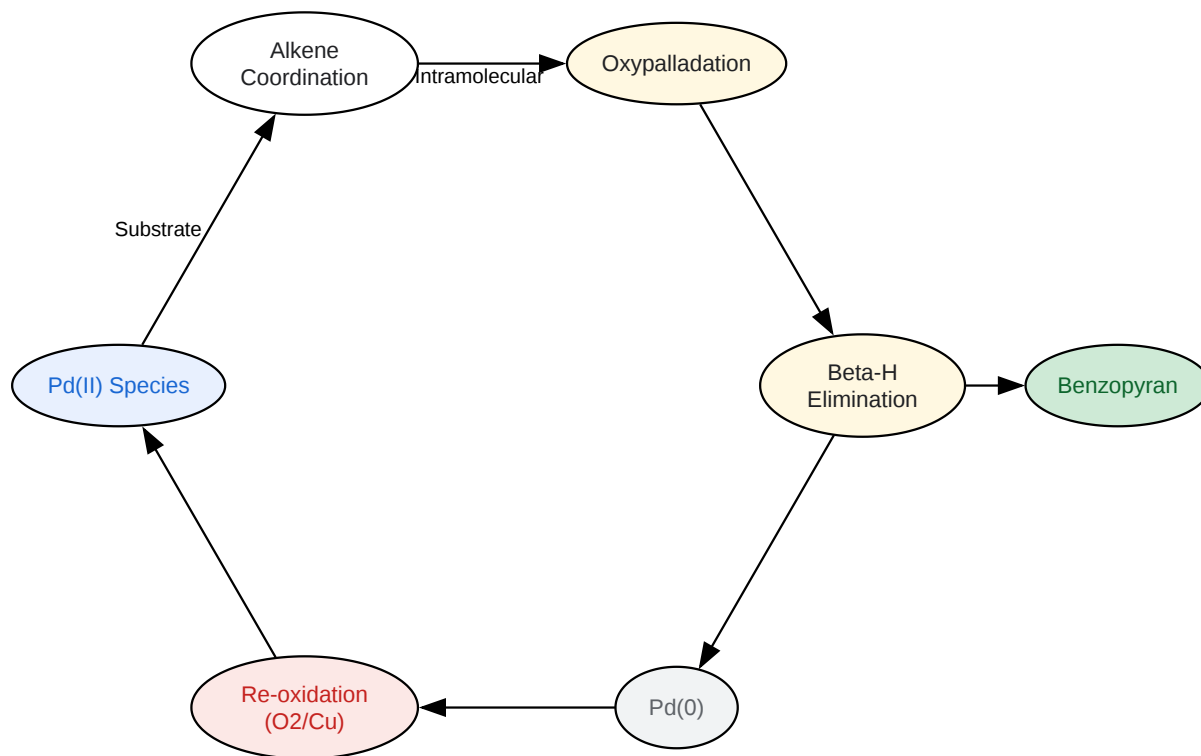 Alkene
Coordination
Intramolecular
Oxypalladation
Substrate
Pd(II) Species
Beta-H
Elimination
Benzopyran
Re-oxidation
(O2/Cu)
Pd(0)